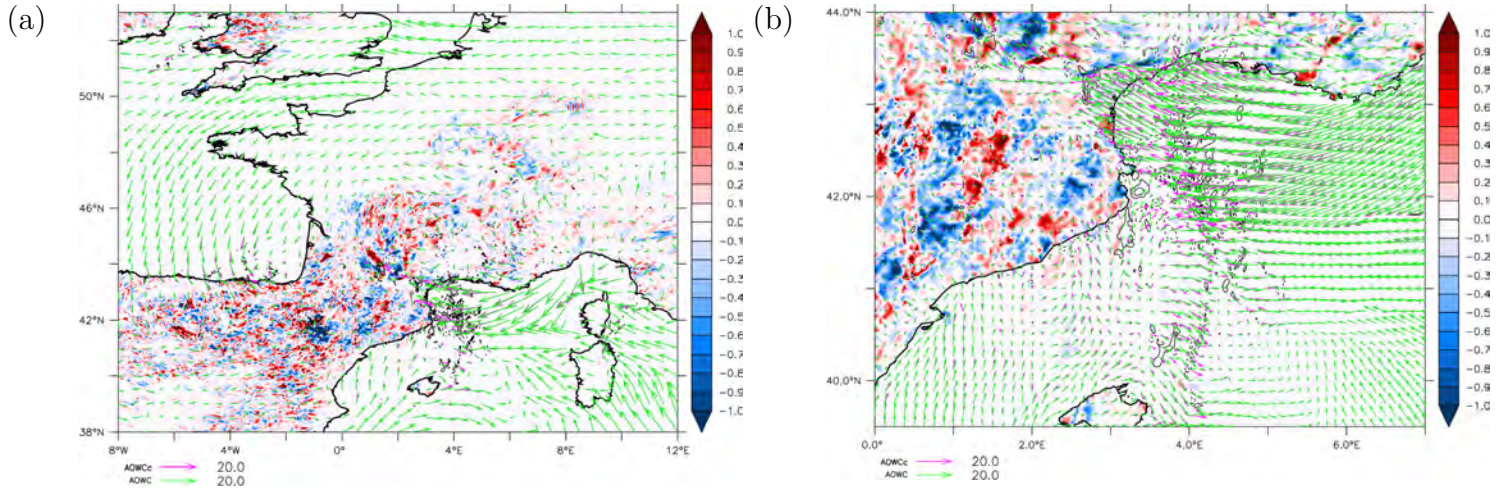 (a)
50°N
46°N
42°N
38°N
8°W 4°W 0° 4°E 8°E 12°E
1.0
0.9
0.8
0.7
0.6
0.5
0.4
0.3
0.2
0.1
0.0
-0.1
-0.2
-0.3
-0.4
-0.5
-0.6
-0.7
-0.8
-0.9
-1.0
AOWCc 20.0
AOWC 20.0
(b)
44.0°N
42.0°N
40.0°N
0.0°E 2.0°E 4.0°E 6.0°E
1.0
0.9
0.8
0.7
0.6
0.5
0.4
0.3
0.2
0.1
0.0
-0.1
-0.2
-0.3
-0.4
-0.5
-0.6
-0.7
-0.8
-0.9
-1.0
AOWCc 20.0
AOWC 20.0